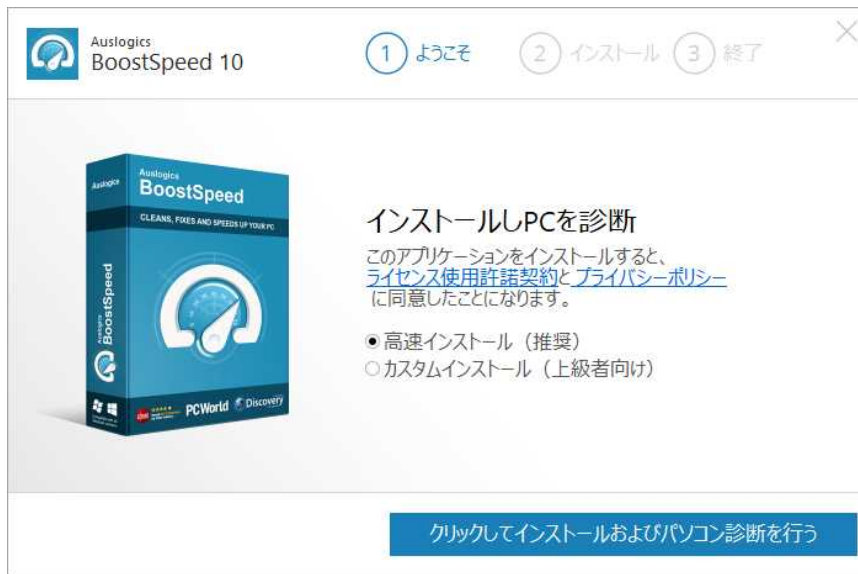 Auslogics
BoostSpeed 10
1 ようこそ
2 インストール
3 終了
Auslogics
Auslogics
BoostSpeed
CLEANS, FIXES AND SPEEDS UP YOUR PC
Auslogics
BoostSpeed
PCWorld
Discovery
インストールしPCを診断
このアプリケーションをインストールすると、
ライセンス使用許諾契約と プライバシーポリシー
に同意したことになります。
高速インストール（推奨）
カスタムインストール（上級者向け）
クリックしてインストールおよびパソコン診断を行う